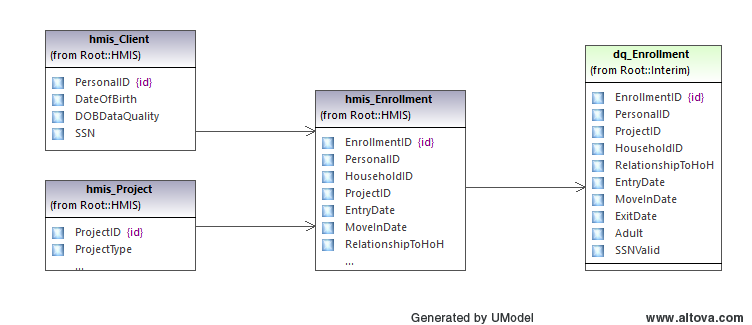 hmis_Client
(from Root::HMIS)
PersonalID {id}
DateOfBirth
DOBDataQuality
SSN
hmis_Project
(from Root::HMIS)
ProjectID {id}
ProjectType
...
hmis_Enrollment
(from Root::HMIS)
EnrollmentID {id}
PersonalID
HouseholdID
ProjectID
EntryDate
MoveInDate
RelationshipToHoH
...
dq_Enrollment
(from Root::Interim)
EnrollmentID {id}
PersonalID
ProjectID
HouseholdID
RelationshipToHoH
EntryDate
MoveInDate
ExitDate
Adult
SSNValid
Generated by UModel
www.altova.com